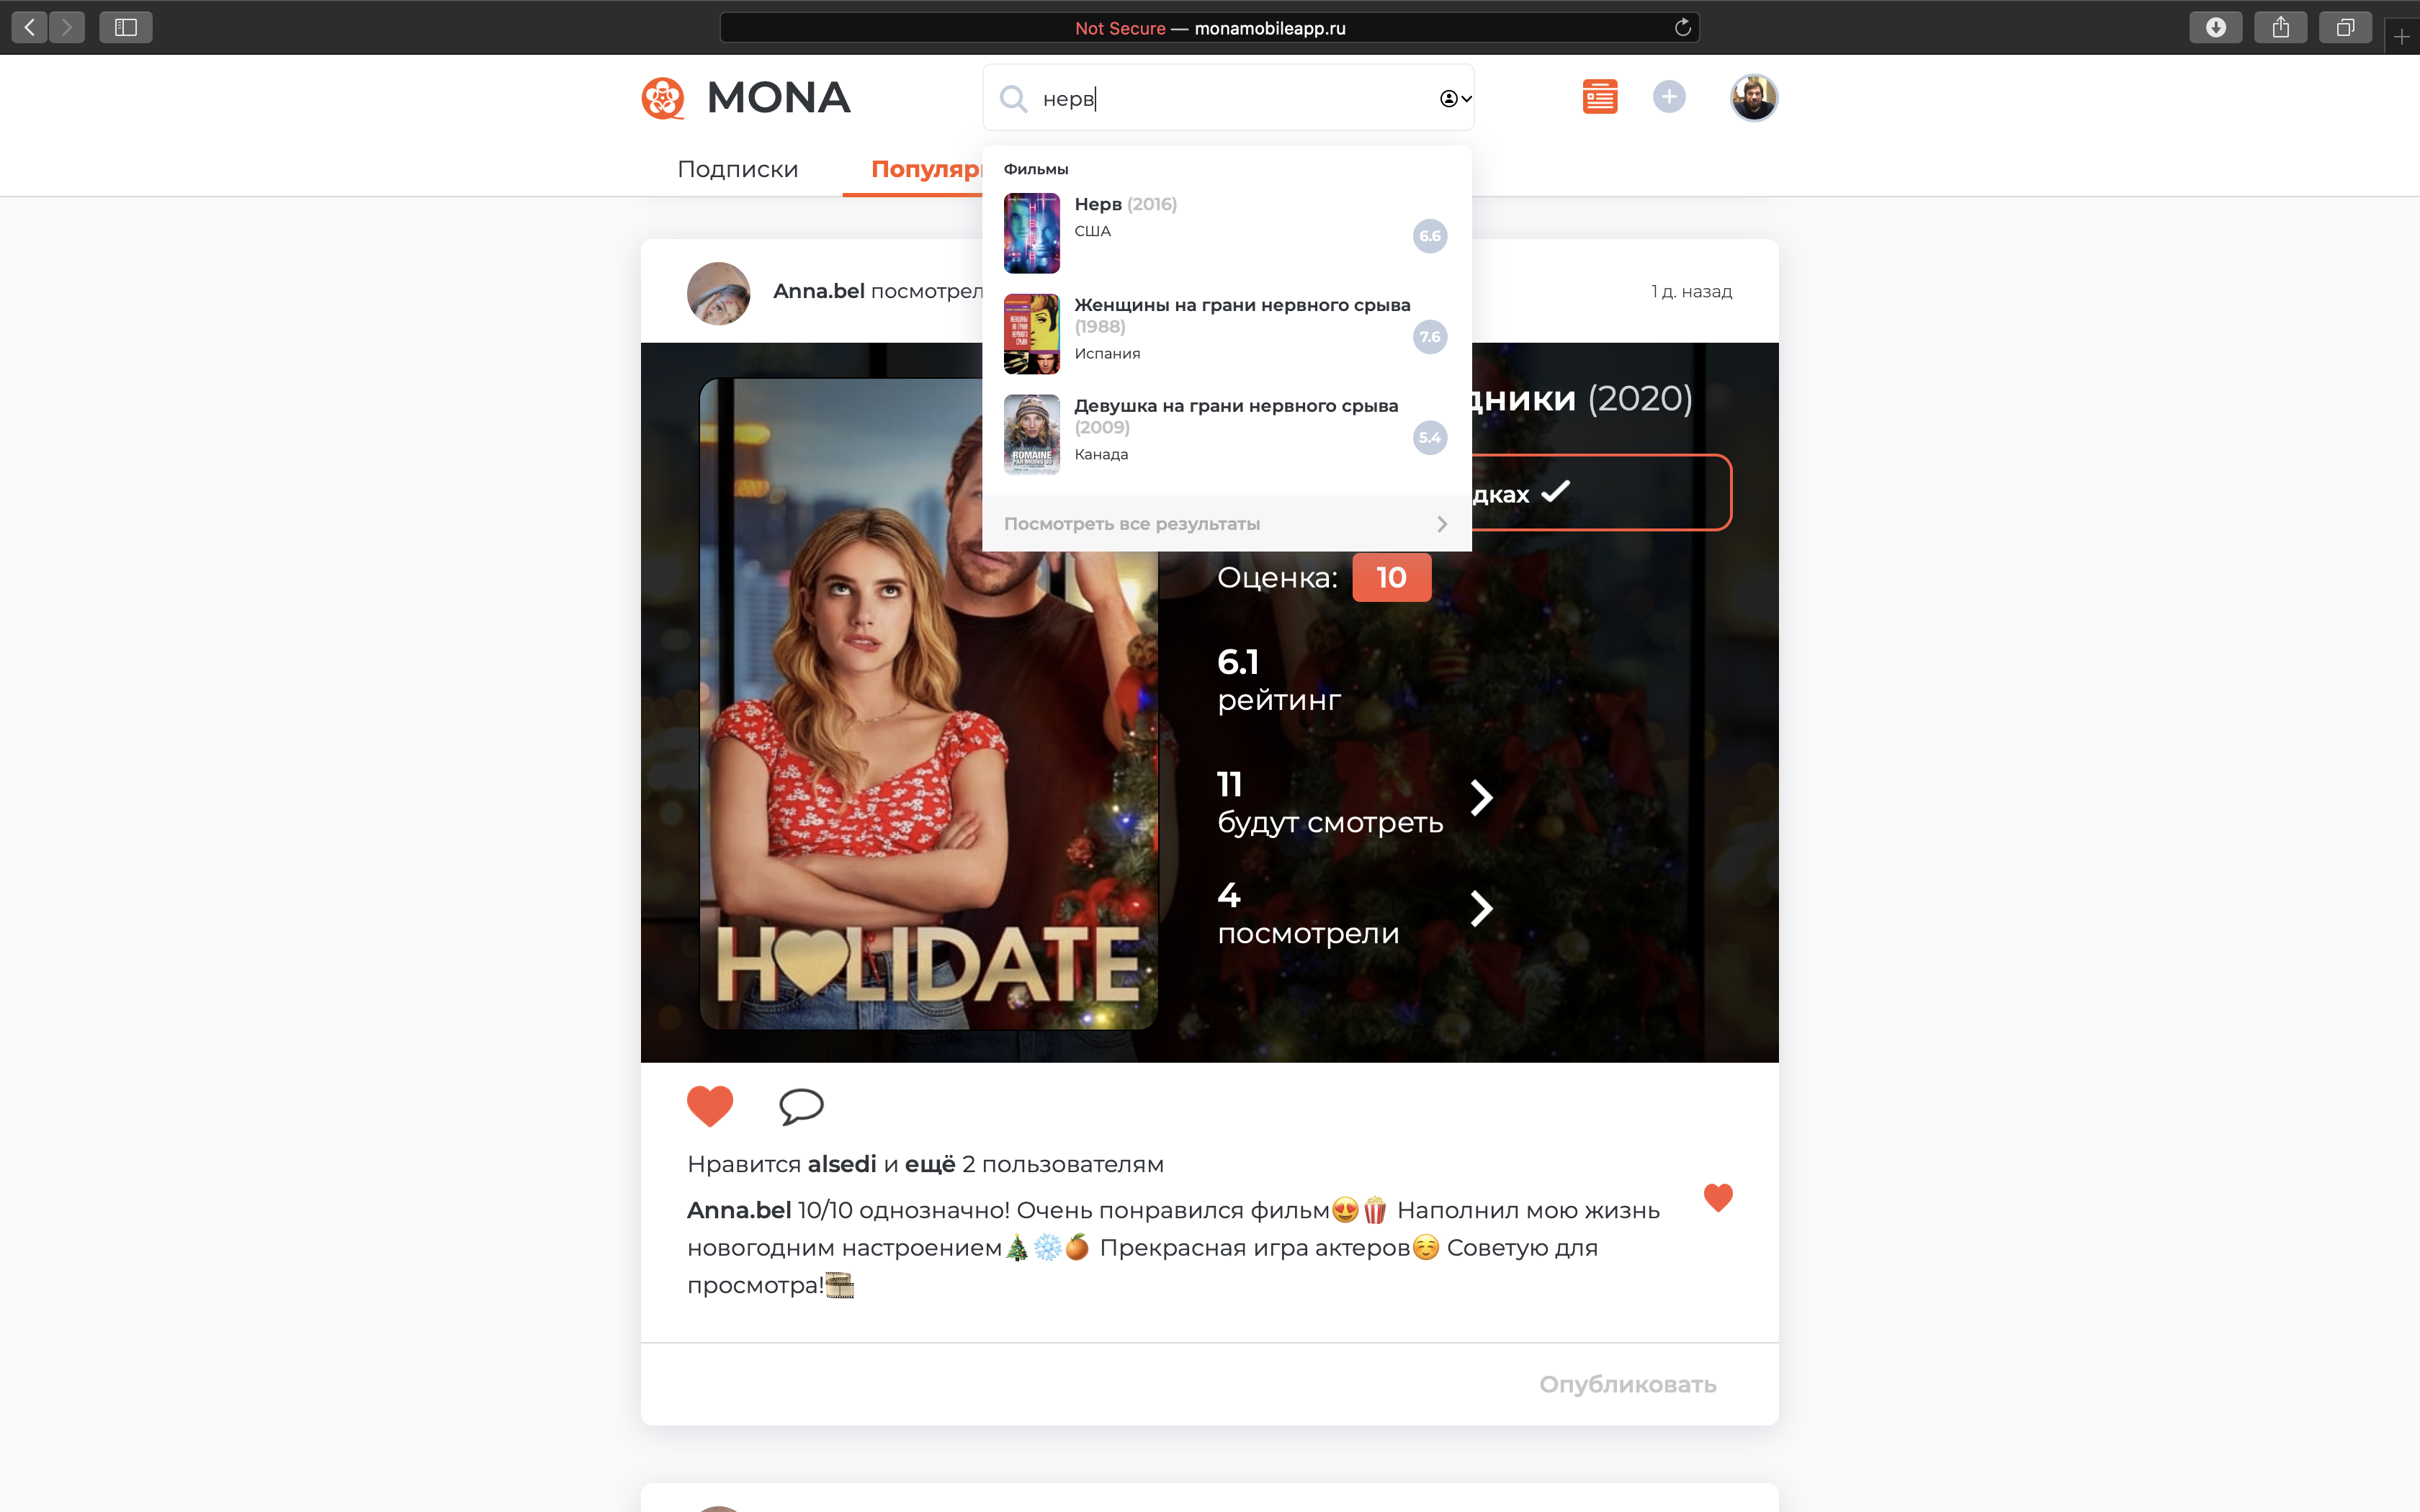 Not Secure — monamobileapp.ru
MONA
нерв
Подписки
Популяр
Фильмы
Нерв (2016)
США
6.6
Женщины на грани нервного срыва
(1988)
Испания
7.6
Девушка на грани нервного срыва
(2009)
Канада
5.4
ROMAINE
Посмотреть все результаты
Anna.bel посмотрел
1 д. назад
дники (2020)
дках
Оценка: 10
6.1
рейтинг
11
будут смотреть
4
посмотрели
HOLIDATE
Нравится alsedi и ещё 2 пользователям
Anna.bel 10/10 однозначно! Очень понравился фильм😍🍿 Наполнил мою жизнь
новогодним настроением🎄❄️🍊 Прекрасная игра актеров☺️ Советую для
просмотра!🎞
Опубликовать